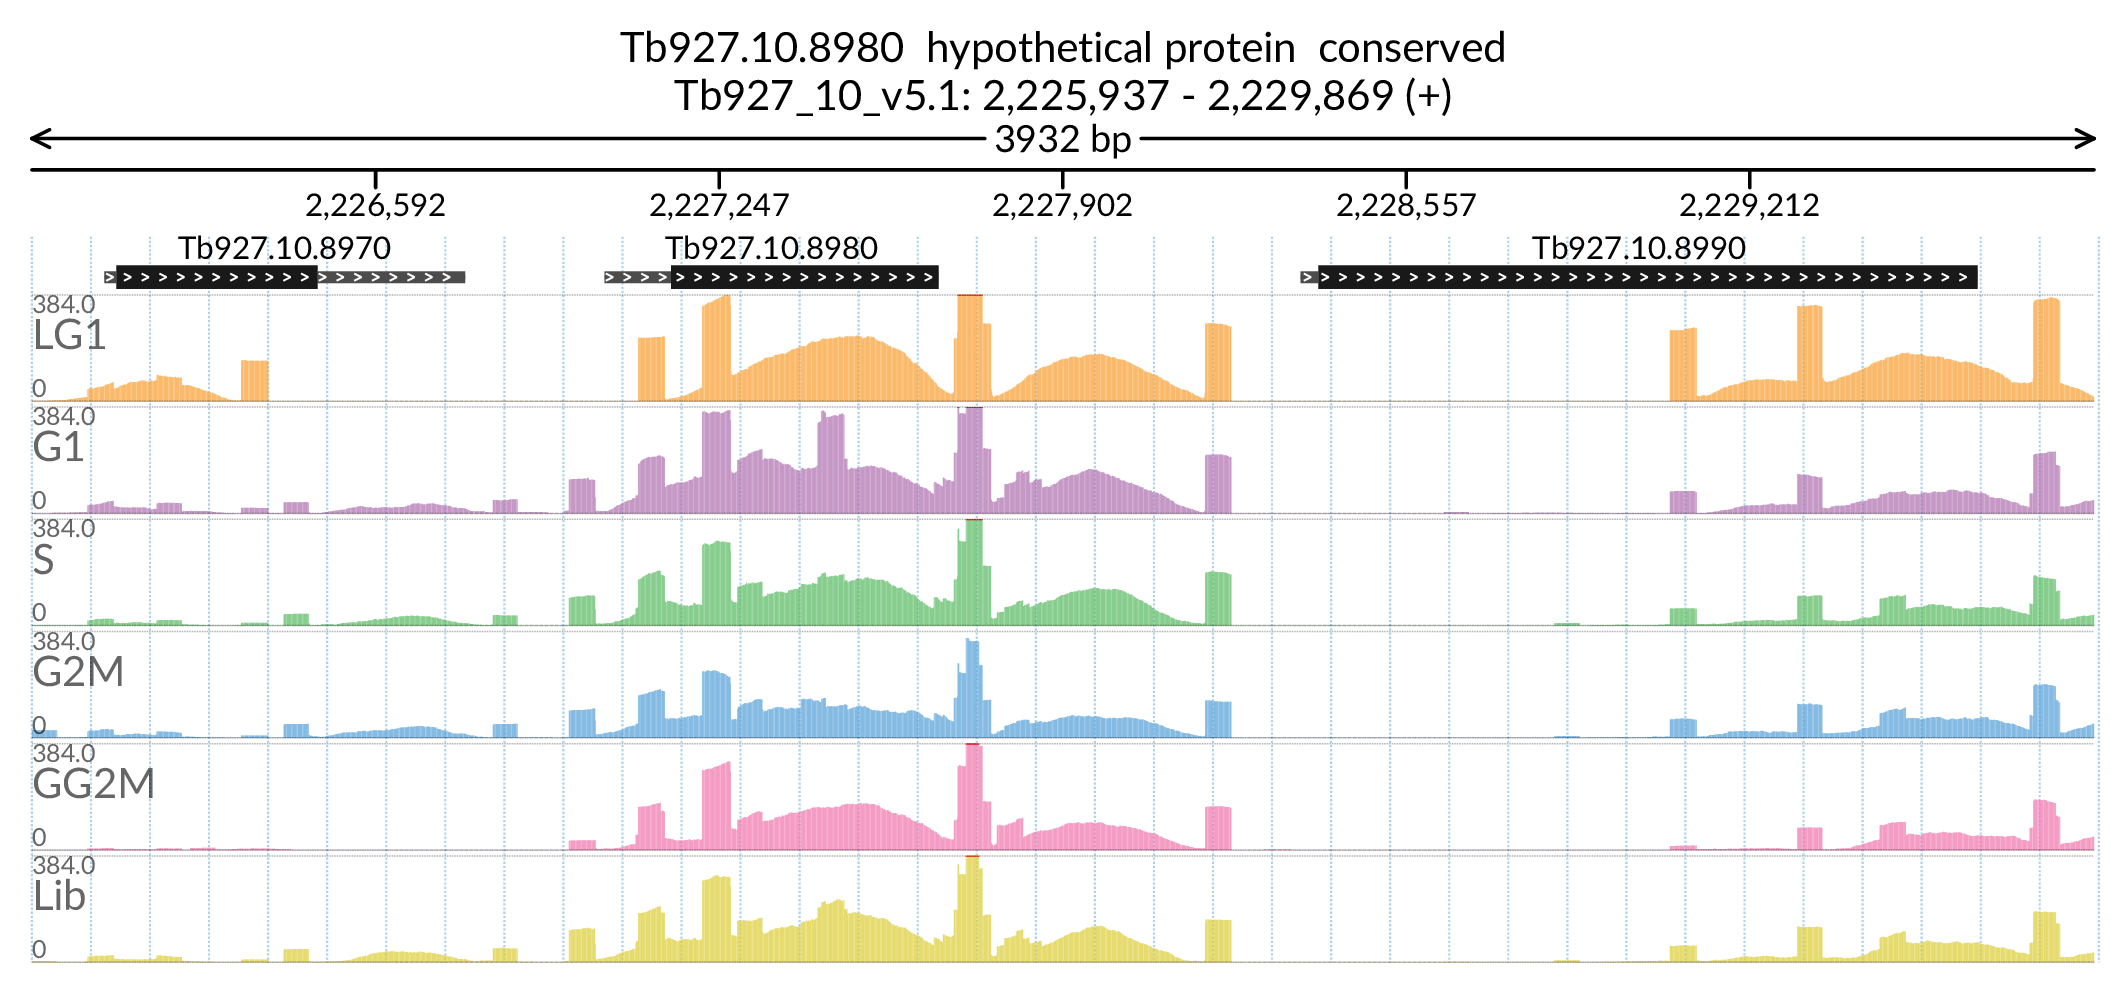 Tb927.10.8980  hypothetical protein  conserved
Tb927_10_v5.1: 2,225,937 - 2,229,869 (+)
3932 bp
2,226,592 2,227,247 2,227,902 2,228,557 2,229,212
Tb927.10.8970 Tb927.10.8980 Tb927.10.8990
384.0
LG1
0
384.0
G1
0
384.0
S
0
384.0
G2M
0
384.0
GG2M
0
384.0
Lib
0